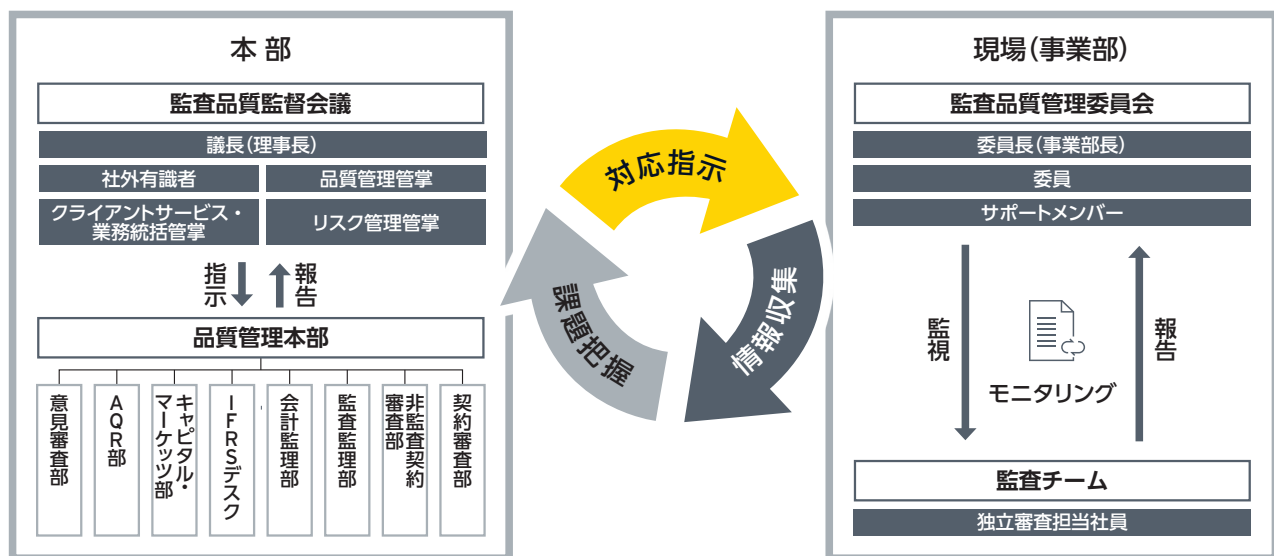 本部
監査品質監督会議
議長(理事長)
社外有識者
品質管理管掌
クライアントサービス・
業務統括管掌
リスク管理管掌
指示
報告
品質管理本部
意見審査部
AQR部
キャピタル・
マーケッツ部
IFRSデスク
会計監理部
監査監理部
非監査契約
審査部
契約審査部
対応指示
情報収集
課題把握
現場(事業部)
監査品質管理委員会
委員長(事業部長)
委員
サポートメンバー
監視
モニタリング
報告
監査チーム
独立審査担当社員